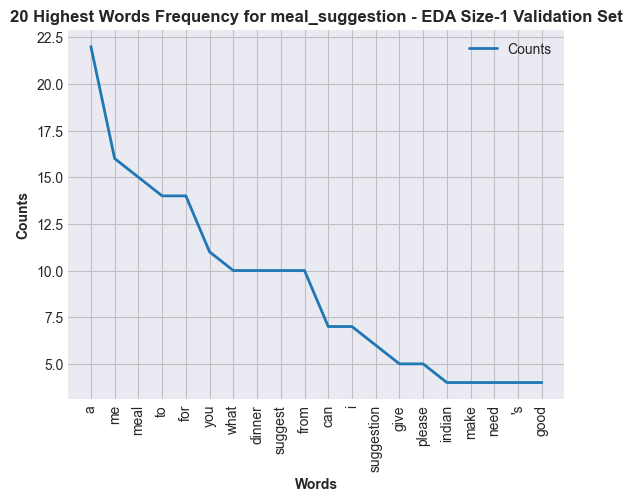 20 Highest Words Frequency for meal_suggestion - EDA Size-1 Validation Set
Counts
22.5
20.0
17.5
15.0
12.5
10.0
7.5
5.0
Counts
a
me
meal
to
for
you
what
dinner
suggest
from
can
i
suggestion
give
please
indian
make
need
's
good
Words